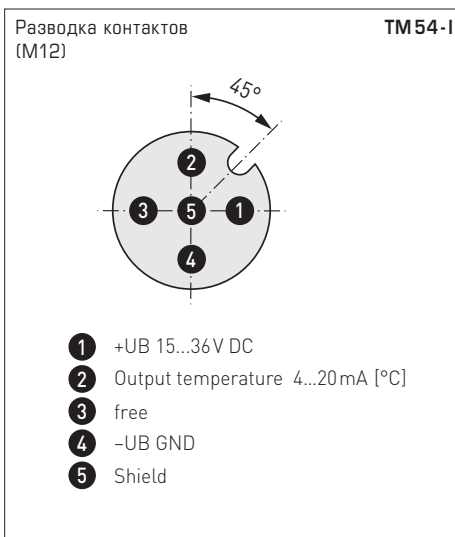 Разводка контактов TM54-I
(M12)
45°
2
3 5 1
4
1 +UB 15...36V DC
2 Output temperature 4...20mA [°C]
3 free
4 –UB GND
5 Shield